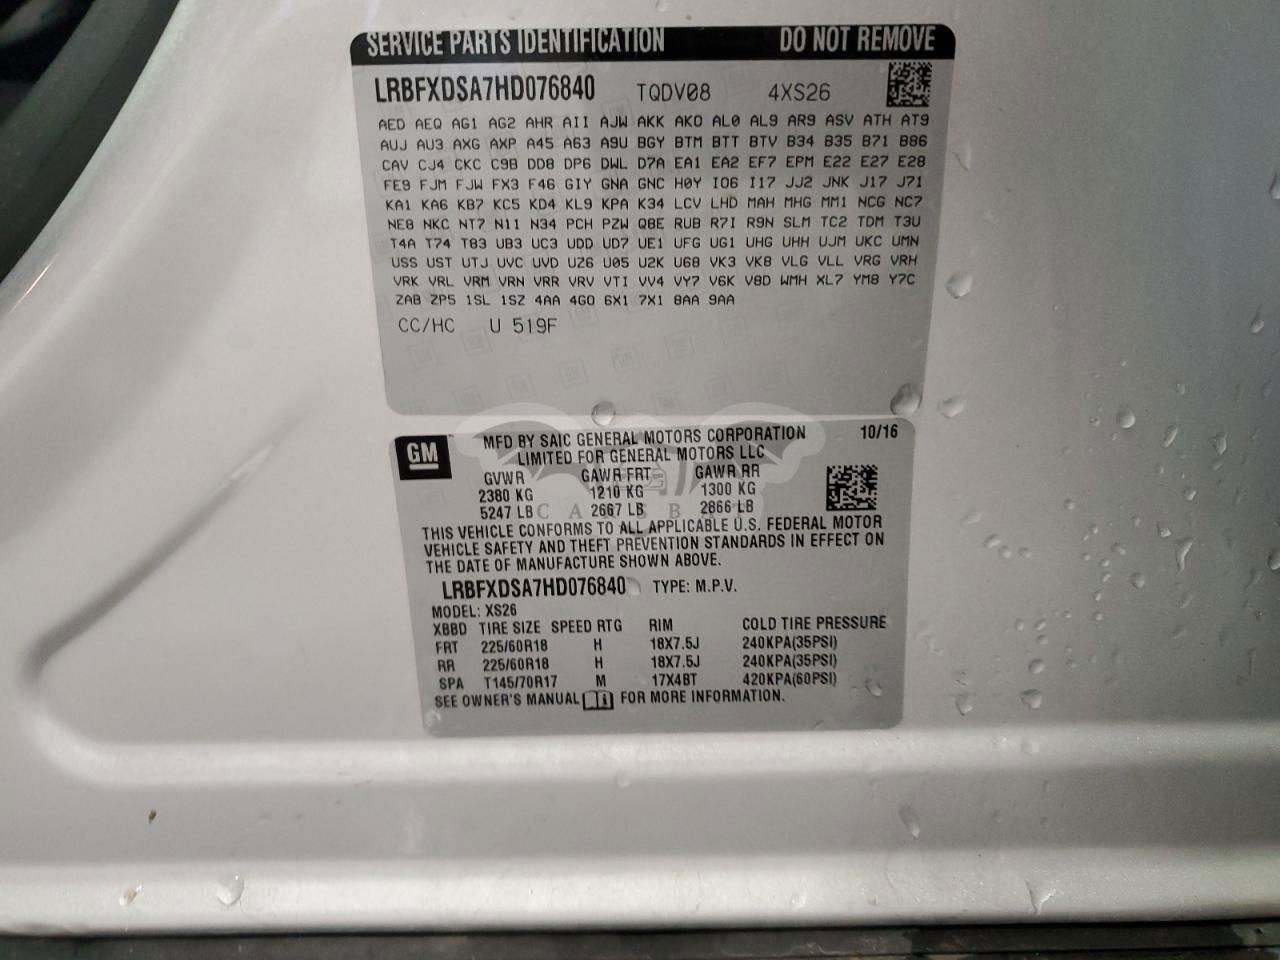 SERVICE PARTS IDENTIFICATION DO NOT REMOVE
LRBFXDSA7HD076840 TQDV08 4XS26
AED AEQ AG1 AG2 AHR AII AJW AKK AKO AL0 AL9 AR9 ASV ATH AT9
AUJ AU3 AXG AXP A45 A63 A9U BGY BTM BTT BTV B34 B35 B71 B86
CAV CJ4 CKC C9B DD8 DP6 DWL D7A EA1 EA2 EF7 EPM E22 E27 E28
FE9 FJM FJW FX3 F46 GIY GNA GNC H0Y IO6 I17 JJ2 JNK J17 J71
KA1 KA6 KB7 KC5 KD4 KL9 KPA K34 LCV LHD MAH MHG MM1 NCG NC7
NE8 NKC NT7 N11 N34 PCH PZW Q8E RUB R7I R9N SLM TC2 TDM T3U
T4A T74 T83 UB3 UC3 UDD UD7 UE1 UFG UG1 UHG UHH UJM UKC UMN
USS UST UTJ UVC UVD UZ6 U05 U2K U68 VK3 VK8 VLG VLL VRG VRH
VRK VRL VRM VRN VRR VRV VTI VV4 VY7 V6K V8D WMH XL7 YM8 Y7C
ZAB ZP5 1SL 1SZ 4AA 4GO 6X1 7X1 8AA 9AA
CC/HC U 519F
GM MFD BY SAIC GENERAL MOTORS CORPORATION 10/16
LIMITED FOR GENERAL MOTORS LLC
GVWR GAWR FRT GAWR RR
2380 KG 1210 KG 1300 KG
5247 LB 2667 LB 2866 LB
THIS VEHICLE CONFORMS TO ALL APPLICABLE U.S. FEDERAL MOTOR
VEHICLE SAFETY AND THEFT PREVENTION STANDARDS IN EFFECT ON
THE DATE OF MANUFACTURE SHOWN ABOVE.
LRBFXDSA7HD076840 TYPE: M.P.V.
MODEL: XS26
XBBD TIRE SIZE SPEED RTG RIM COLD TIRE PRESSURE
FRT 225/60R18 H 18X7.5J 240KPA(35PSI)
RR 225/60R18 H 18X7.5J 240KPA(35PSI)
SPA T145/70R17 M 17X4BT 420KPA(60PSI)
SEE OWNER'S MANUAL FOR MORE INFORMATION.